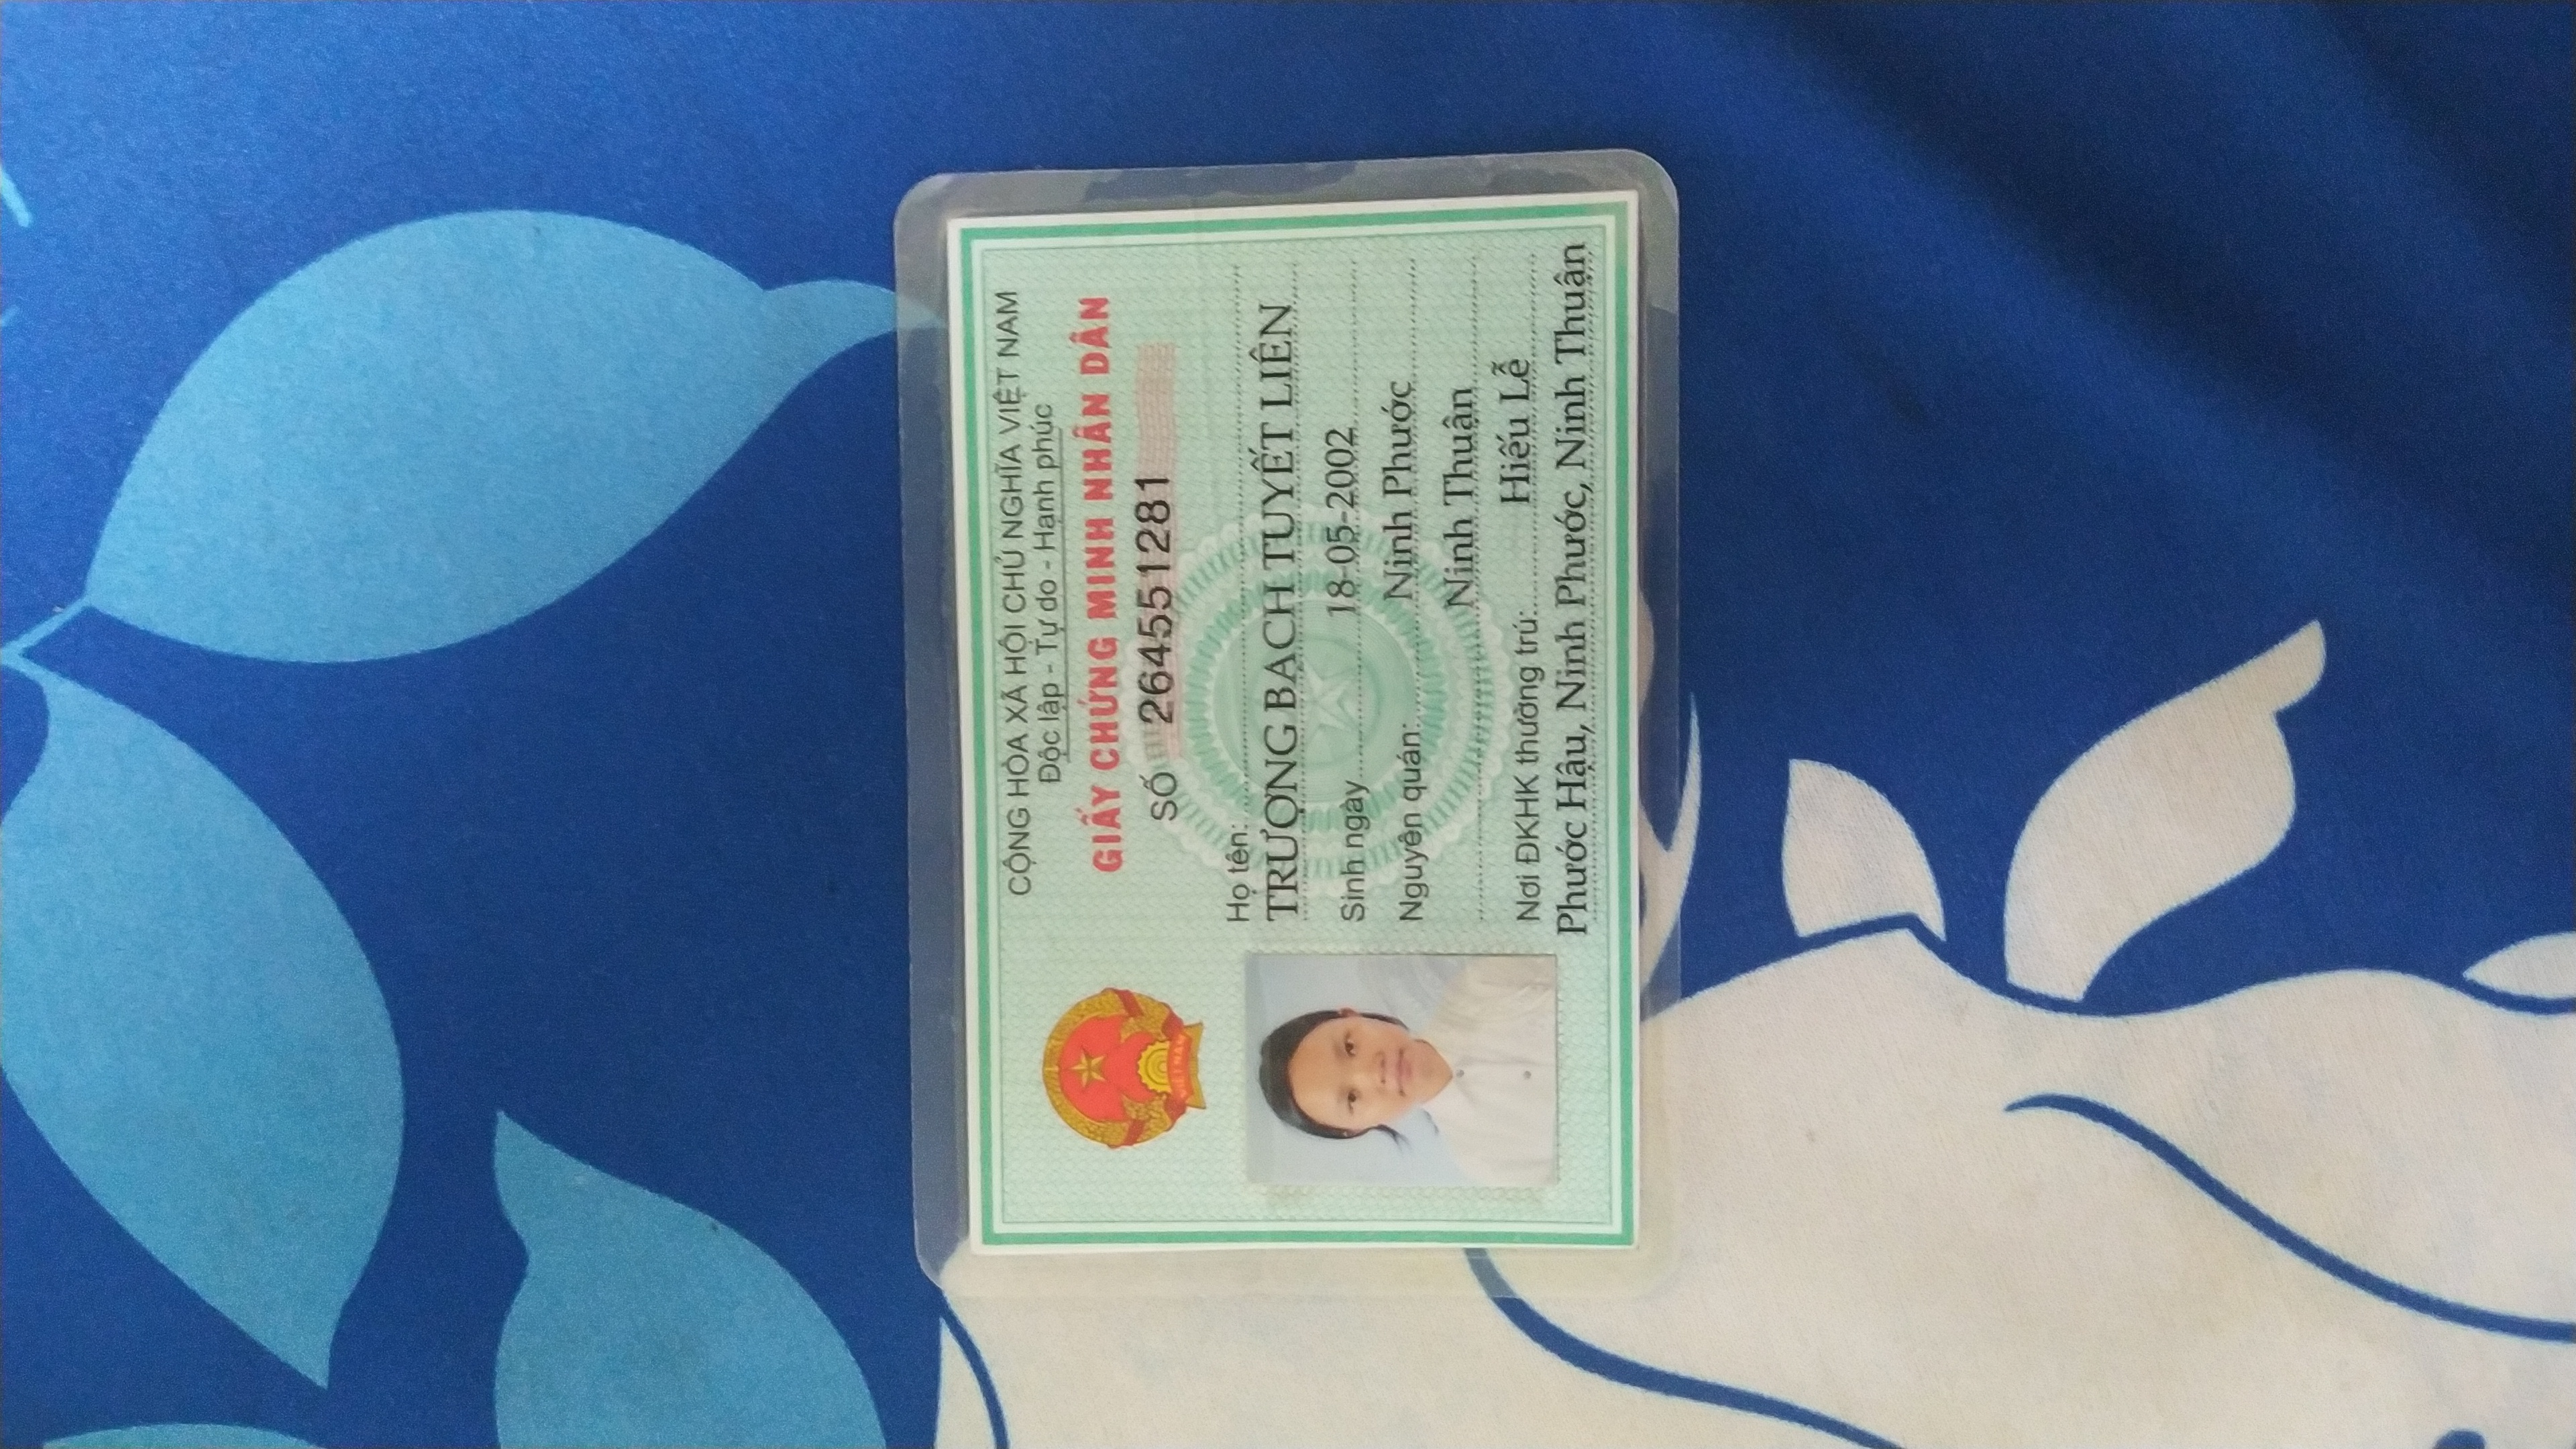 CỘNG HÒA XÃ HỘI CHỦ NGHĨA VIỆT NAM
Độc lập - Tự do - Hạnh phúc
GIẤY CHỨNG MINH NHÂN DÂN
SỐ 264551281
VIỆT NAM
Họ tên:
TRƯỢNG BẠCH TUYẾT LIÊN
Sinh ngày 18-05-2002
Nguyên quán: Ninh Phước
Ninh Thuận
Nơi ĐKHK thường trú: Hiếu Lễ
Phước Hậu, Ninh Phước, Ninh Thuận